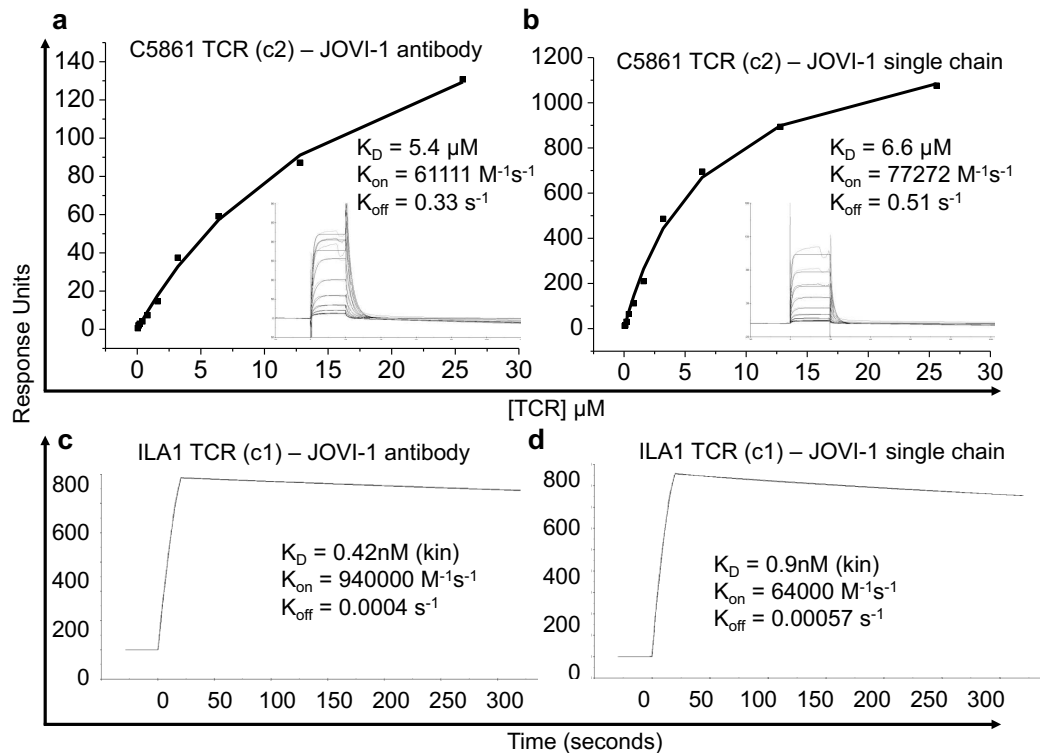 a
C5861 TCR (c2) – JOVI-1 antibody
140
120
100
80
60
40
20
0
K_D = 5.4 µM
K_on = 61111 M⁻¹s⁻¹
K_off = 0.33 s⁻¹
0 5 10 15 20 25 30
b
C5861 TCR (c2) – JOVI-1 single chain
1200
1000
800
600
400
200
0
K_D = 6.6 µM
K_on = 77272 M⁻¹s⁻¹
K_off = 0.51 s⁻¹
0 5 10 15 20 25 30
Response Units
[TCR] µM
c
ILA1 TCR (c1) – JOVI-1 antibody
800
600
400
200
0
K_D = 0.42nM (kin)
K_on = 940000 M⁻¹s⁻¹
K_off = 0.0004 s⁻¹
0 50 100 150 200 250 300
d
ILA1 TCR (c1) – JOVI-1 single chain
800
600
400
200
0
K_D = 0.9nM (kin)
K_on = 64000 M⁻¹s⁻¹
K_off = 0.00057 s⁻¹
0 50 100 150 200 250 300
Time (seconds)